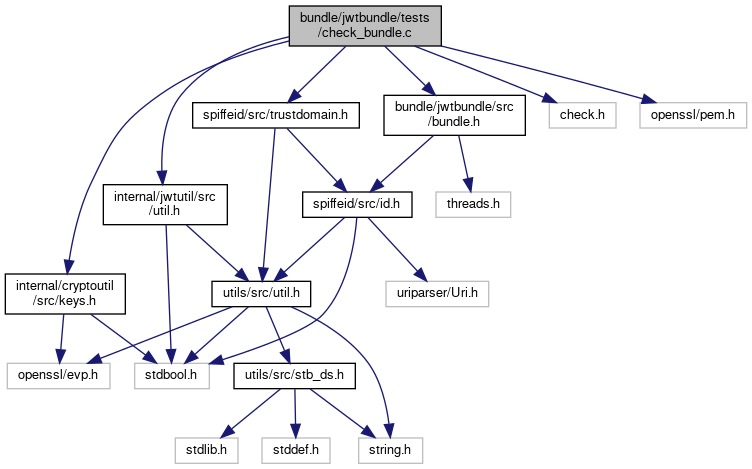 bundle/jwtbundle/tests
/check_bundle.c
spiffeid/src/trustdomain.h
bundle/jwtbundle/src
/bundle.h
check.h
openssl/pem.h
internal/jwtutil/src
/util.h
spiffeid/src/id.h
threads.h
internal/cryptoutil
/src/keys.h
utils/src/util.h
uriparser/Uri.h
openssl/evp.h
stdbool.h
utils/src/stb_ds.h
stdlib.h
stddef.h
string.h